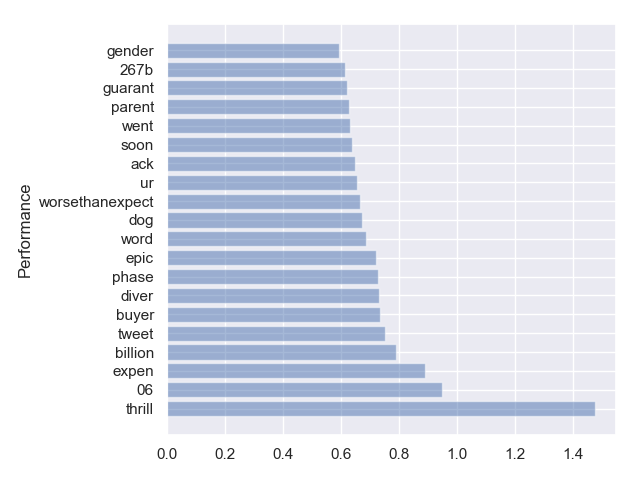 gender
267b
guarant
parent
went
soon
ack
ur
worsethanexpect
dog
word
epic
phase
diver
buyer
tweet
billion
expen
06
thrill
Performance
0.0 0.2 0.4 0.6 0.8 1.0 1.2 1.4